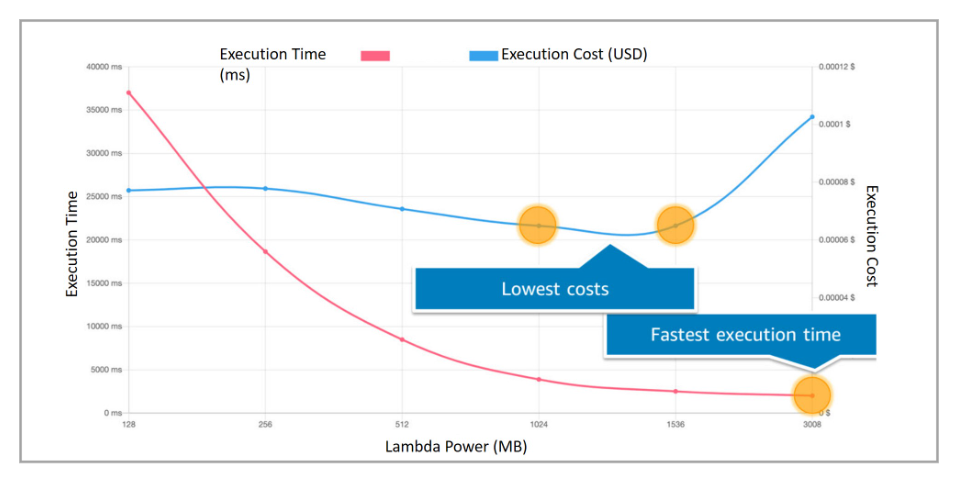 Execution Time
(ms)
Execution Cost (USD)
40000 ms
35000 ms
30000 ms
25000 ms
20000 ms
15000 ms
10000 ms
5000 ms
0 ms
Execution Time
0.00012 $
0.0001 $
0.00008 $
0.00006 $
0.00004 $
0 $
Execution Cost
Lowest costs
Fastest execution time
128
256
512
1024
1536
3008
Lambda Power (MB)